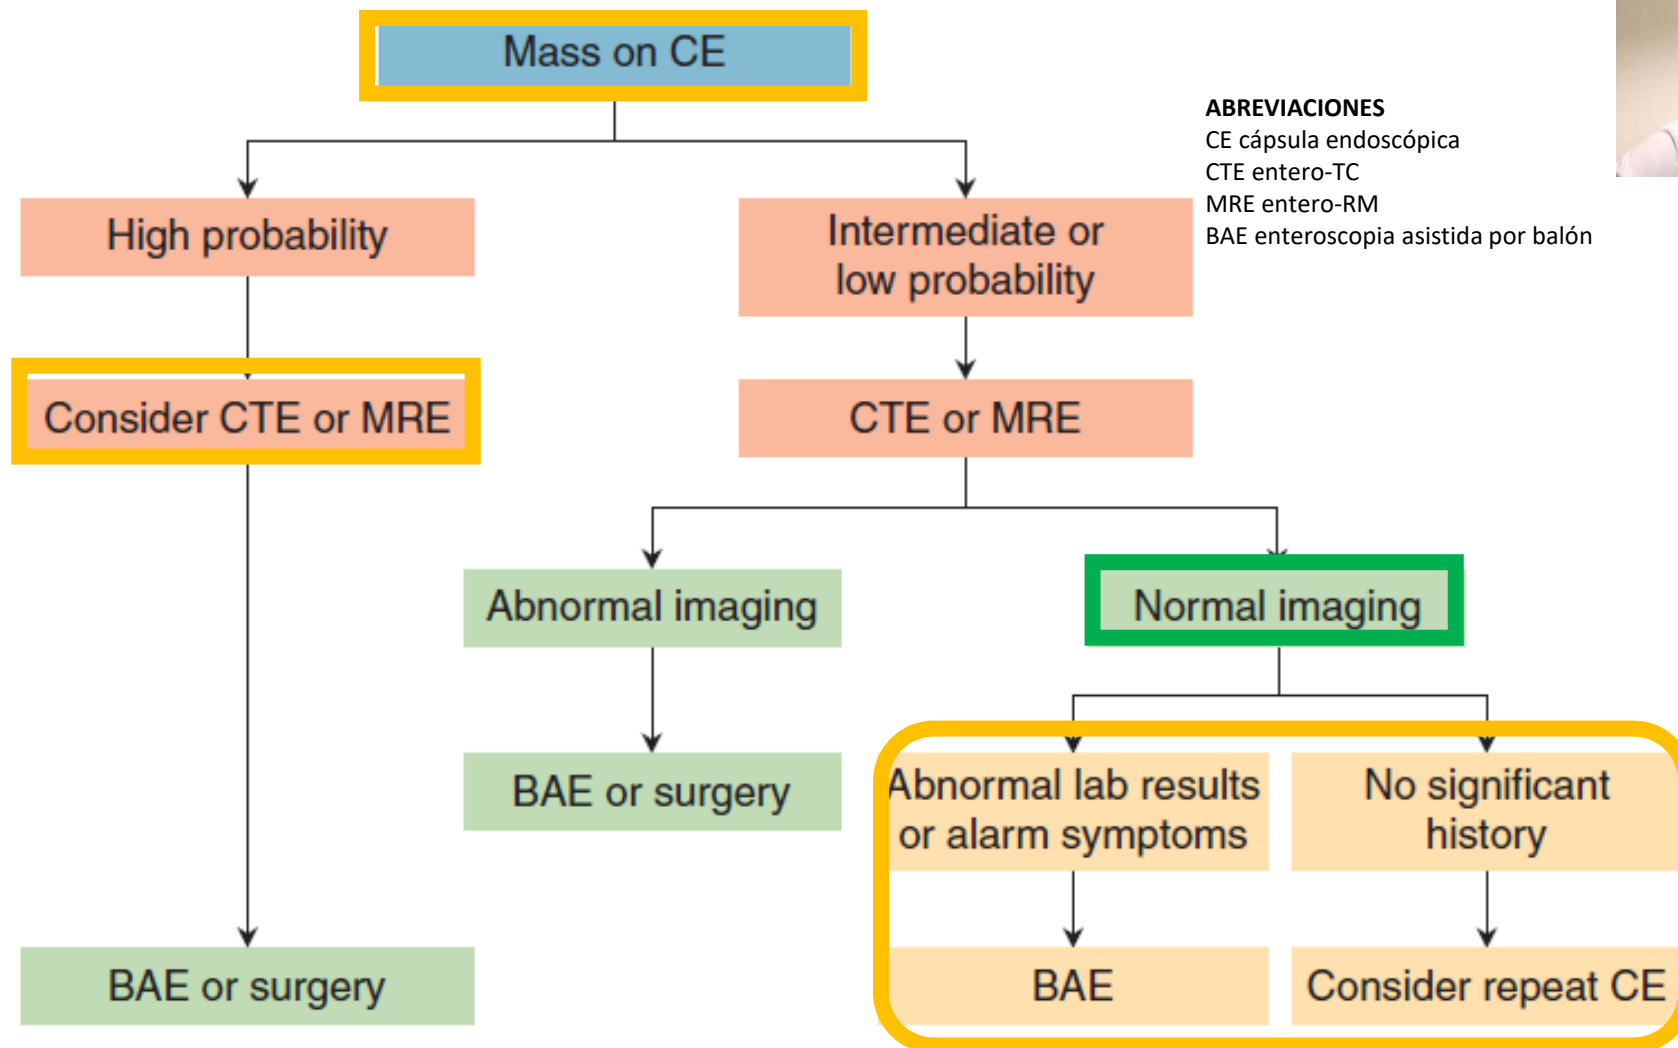 Mass on CE
ABREVIACIONES
CE cápsula endoscópica
CTE entero-TC
MRE entero-RM
BAE enteroscopia asistida por balón
High probability
Intermediate or
low probability
Consider CTE or MRE
CTE or MRE
Abnormal imaging
Normal imaging
BAE or surgery
Abnormal lab results
or alarm symptoms
No significant
history
BAE or surgery
BAE
Consider repeat CE